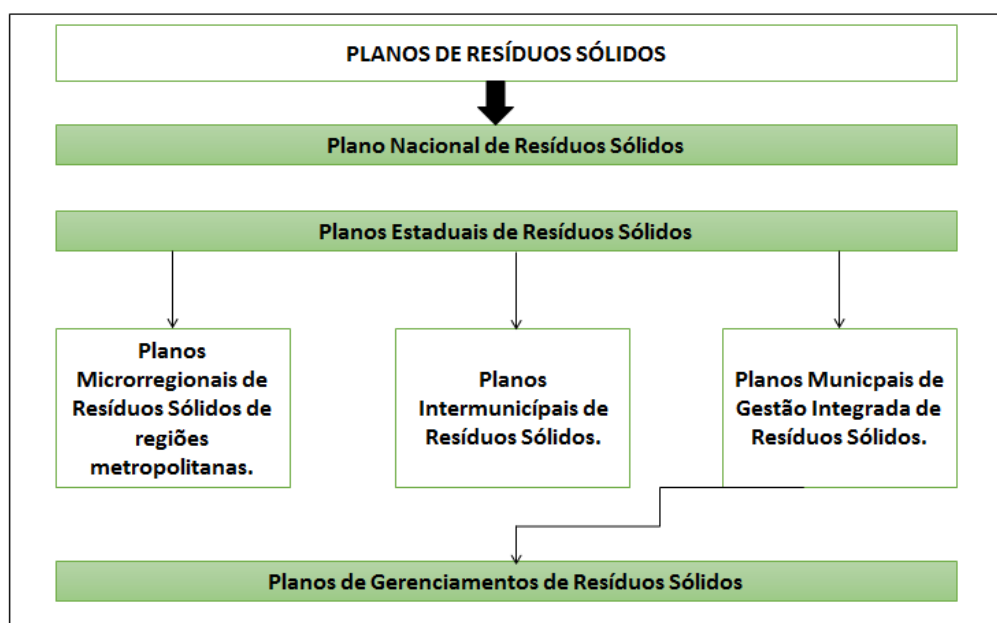 PLANOS DE RESÍDUOS SÓLIDOS
Plano Nacional de Resíduos Sólidos
Planos Estaduais de Resíduos Sólidos
Planos
Microrregionais de
Resíduos Sólidos de
regiões
metropolitanas.
Planos
Intermunicípais de
Resíduos Sólidos.
Planos Municpais de
Gestão Integrada de
Resíduos Sólidos.
Planos de Gerenciamentos de Resíduos Sólidos